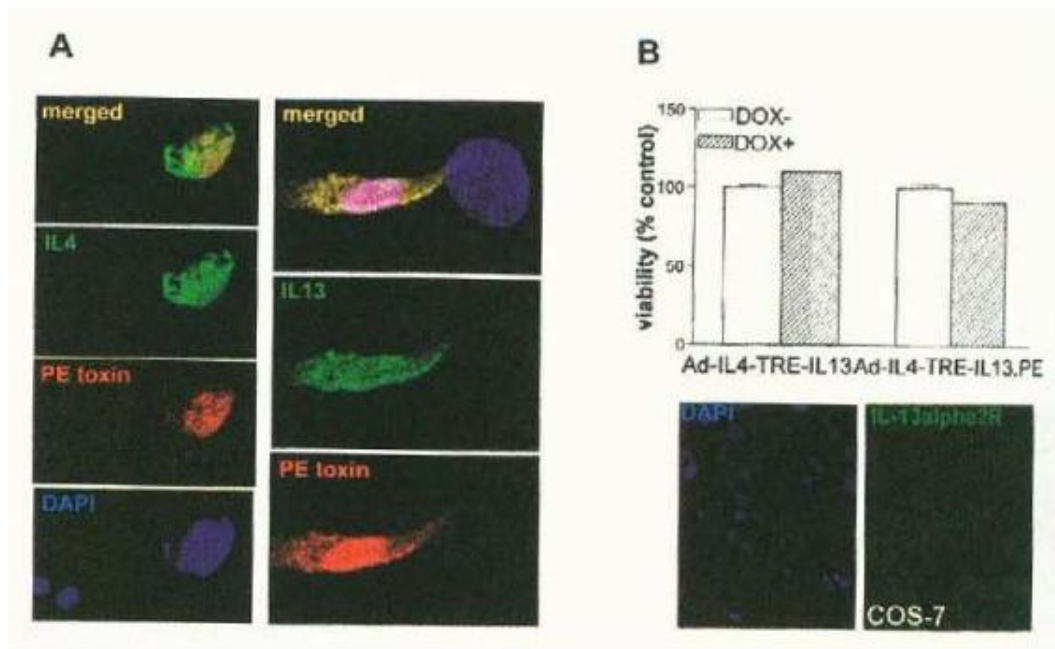 A
merged
IL4
PE toxin
DAPI
merged
IL13
PE toxin
B
viability (% control)
150
100
50
0
DOX-
DOX+
Ad-IL4-TRE-IL13
Ad-IL4-TRE-IL13.PE
DAPI
IL-13alpha2R
COS-7